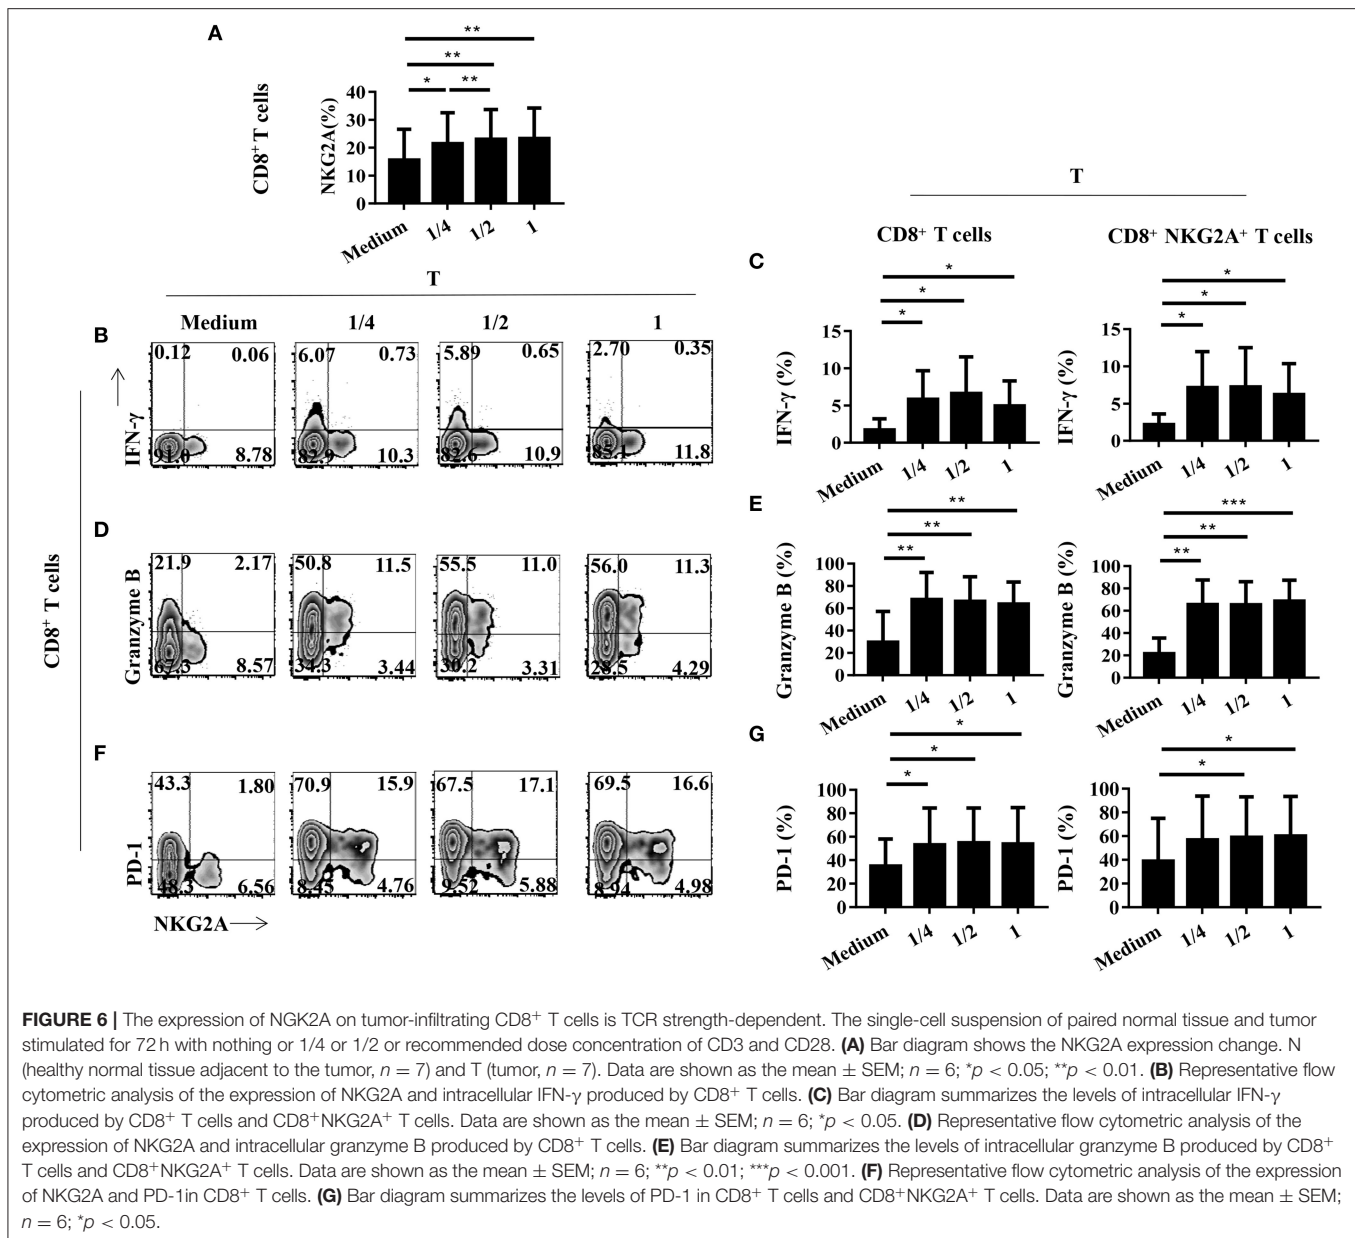 A
**
**
* **
CD8+ T cells
NKG2A(%)
40
30
20
10
0
Medium 1/4 1/2 1
T
B
Medium 1/4 1/2 1
CD8+ T cells
IFN-γ
0.12 0.06 6.07 0.73 5.89 0.65 2.70 0.35
91.0 8.78 82.9 10.3 82.6 10.9 85.1 11.8
D
Granzyme B
21.9 2.17 50.8 11.5 55.5 11.0 56.0 11.3
67.3 8.57 34.3 3.44 30.2 3.31 28.5 4.29
F
PD-1
43.3 1.80 70.9 15.9 67.5 17.1 69.5 16.6
48.3 6.56 8.45 4.76 9.52 5.88 8.94 4.98
NKG2A
T
CD8+ T cells CD8+ NKG2A+ T cells
C
*
*
*
IFN-γ (%)
15
10
5
0
Medium 1/4 1/2 1
*
*
*
IFN-γ (%)
15
10
5
0
Medium 1/4 1/2 1
E
**
**
**
Granzyme B (%)
100
80
60
40
20
0
Medium 1/4 1/2 1
***
**
**
Granzyme B (%)
100
80
60
40
20
0
Medium 1/4 1/2 1
G
*
*
*
PD-1 (%)
100
80
60
40
20
0
Medium 1/4 1/2 1
*
*
PD-1 (%)
100
80
60
40
20
0
Medium 1/4 1/2 1
FIGURE 6 | The expression of NGK2A on tumor-infiltrating CD8+ T cells is TCR strength-dependent. The single-cell suspension of paired normal tissue and tumor
stimulated for 72 h with nothing or 1/4 or 1/2 or recommended dose concentration of CD3 and CD28. (A) Bar diagram shows the NKG2A expression change. N
(healthy normal tissue adjacent to the tumor, n = 7) and T (tumor, n = 7). Data are shown as the mean ± SEM; n = 6; *p < 0.05; **p < 0.01. (B) Representative flow
cytometric analysis of the expression of NKG2A and intracellular IFN-γ produced by CD8+ T cells. (C) Bar diagram summarizes the levels of intracellular IFN-γ
produced by CD8+ T cells and CD8+NKG2A+ T cells. Data are shown as the mean ± SEM; n = 6; *p < 0.05. (D) Representative flow cytometric analysis of the
expression of NKG2A and intracellular granzyme B produced by CD8+ T cells. (E) Bar diagram summarizes the levels of intracellular granzyme B produced by CD8+
T cells and CD8+NKG2A+ T cells. Data are shown as the mean ± SEM; n = 6; **p < 0.01; ***p < 0.001. (F) Representative flow cytometric analysis of the expression
of NKG2A and PD-1in CD8+ T cells. (G) Bar diagram summarizes the levels of PD-1 in CD8+ T cells and CD8+NKG2A+ T cells. Data are shown as the mean ± SEM;
n = 6; *p < 0.05.